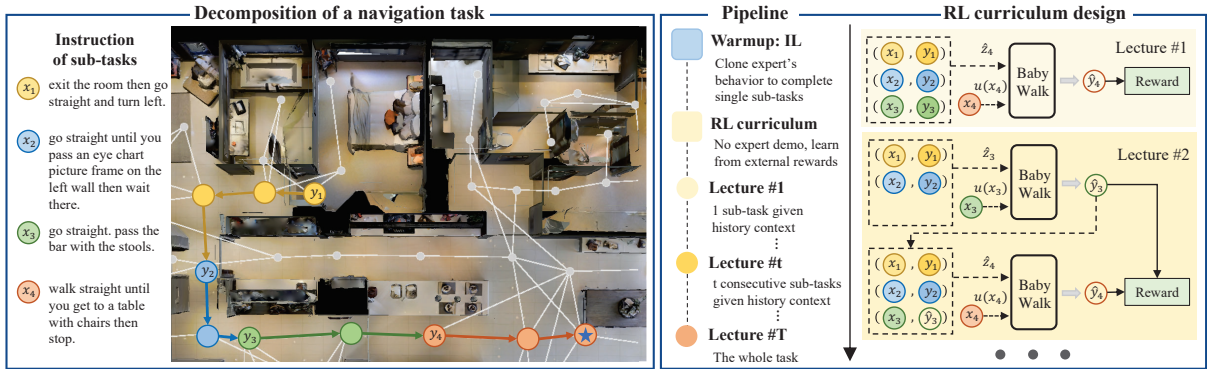 Decomposition of a navigation task
Instruction
of sub-tasks
x1 exit the room then go
straight and turn left.
x2 go straight until you
pass an eye chart
picture frame on the
left wall then wait
there.
x3 go straight. pass the
bar with the stools.
x4 walk straight until
you get to a table
with chairs then
stop.
y1
y2
y3
y4
Pipeline
Warmup: IL
Clone expert's
behavior to complete
single sub-tasks
RL curriculum
No expert demo, learn
from external rewards
Lecture #1
1 sub-task given
history context
⋮
Lecture #t
t consecutive sub-tasks
given history context
⋮
Lecture #T
The whole task
RL curriculum design
Lecture #1
(x1, y1)
(x2, y2)
(x3, y3)
ẑ4
u(x4)
x4
Baby
Walk
ŷ4
Reward
Lecture #2
(x1, y1)
(x2, y2)
ẑ3
u(x3)
x3
Baby
Walk
ŷ3
(x1, y1)
(x2, y2)
(x3, ŷ3)
ẑ4
u(x4)
x4
Baby
Walk
ŷ4
Reward